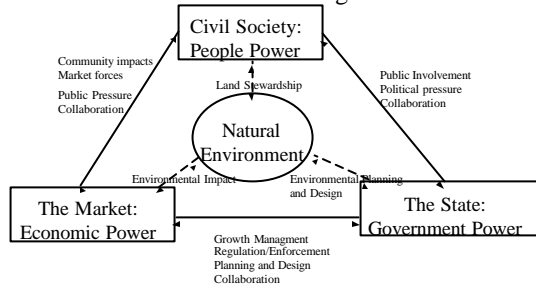 Civil Society:
People Power
Community impacts
Market forces
Public Pressure
Collaboration
Public Involvement
Political pressure
Collaboration
Land Stewardship
Natural
Environment
Environmental Impact
Environmental Planning
and Design
The Market:
Economic Power
The State:
Government Power
Growth Managment
Regulation/Enforcement
Planning and Design
Collaboration